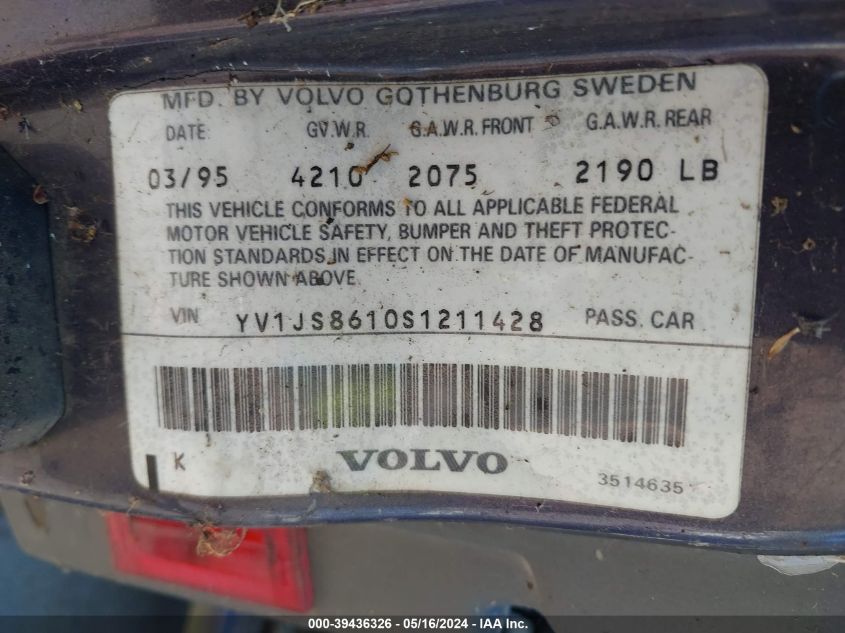 MFD. BY VOLVO GOTHENBURG SWEDEN
DATE: G.V.W.R. G.A.W.R. FRONT G.A.W.R. REAR
03/95 4210 2075 2190 LB
THIS VEHICLE CONFORMS TO ALL APPLICABLE FEDERAL
MOTOR VEHICLE SAFETY, BUMPER AND THEFT PROTEC-
TION STANDARDS IN EFFECT ON THE DATE OF MANUFAC-
TURE SHOWN ABOVE
VIN YV1JS8610S1211428 PASS. CAR
K VOLVO 3514635
000-39436326 - 05/16/2024 - IAA Inc.